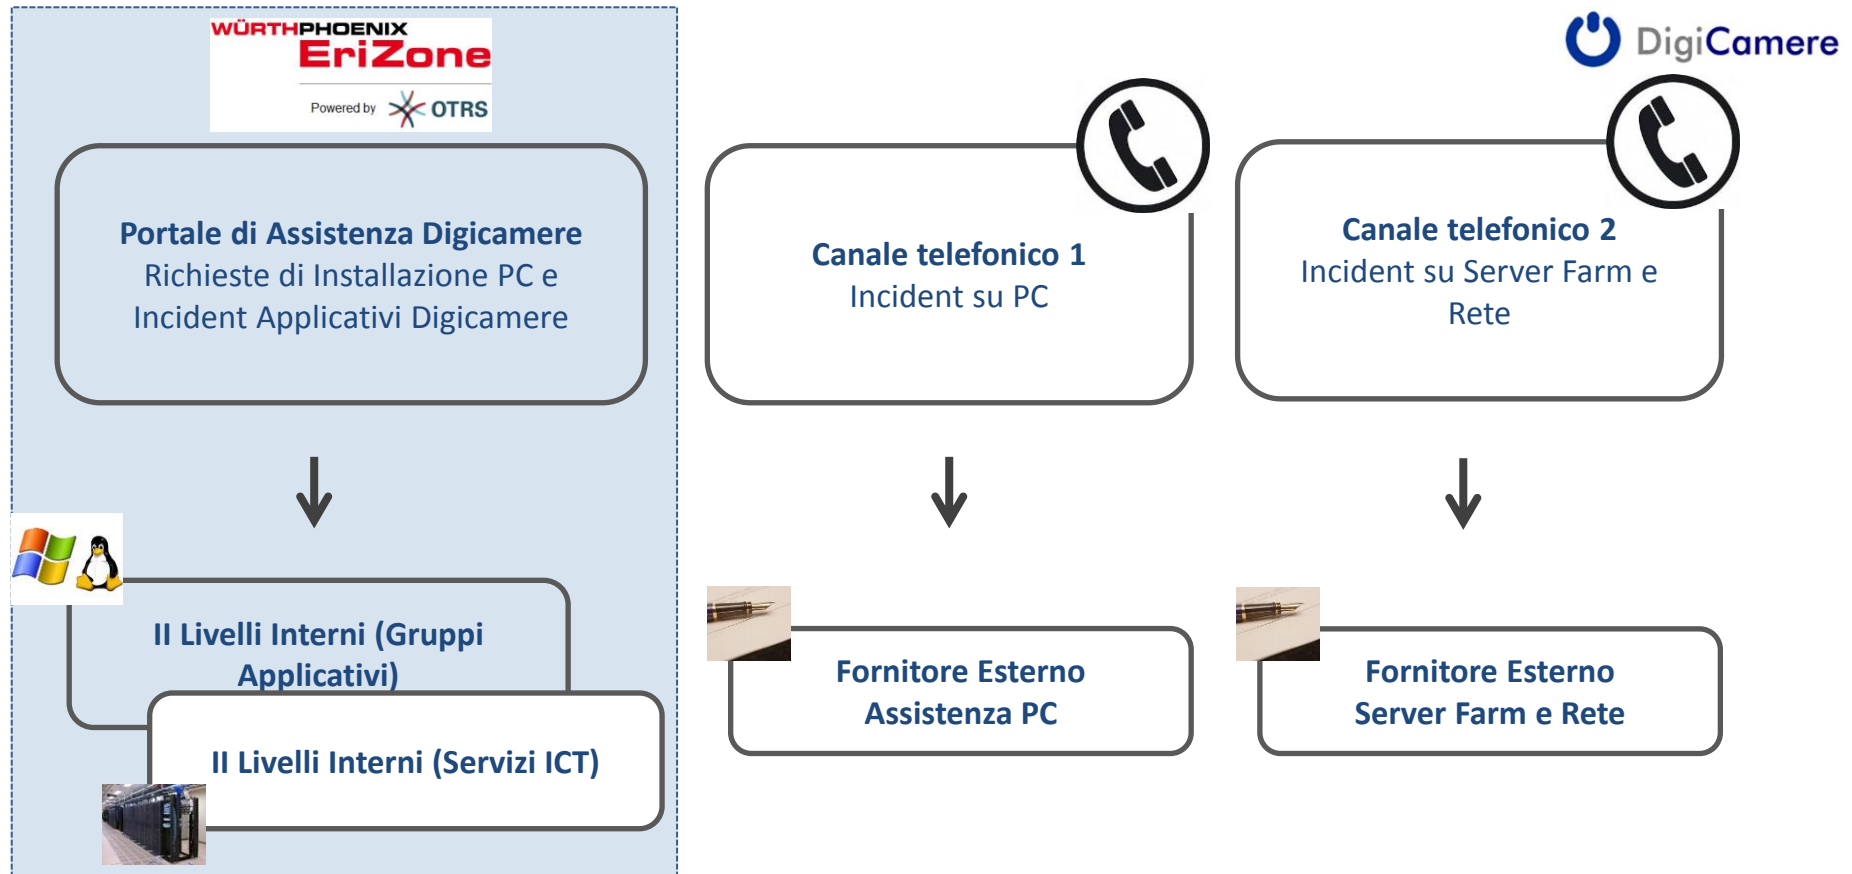 WÜRTHPHOENIX
EriZone
Powered by OTRS
DigiCamere
Portale di Assistenza Digicamere
Richieste di Installazione PC e
Incident Applicativi Digicamere
Canale telefonico 1
Incident su PC
Canale telefonico 2
Incident su Server Farm e
Rete
II Livelli Interni (Gruppi
Applicativi)
II Livelli Interni (Servizi ICT)
Fornitore Esterno
Assistenza PC
Fornitore Esterno
Server Farm e Rete